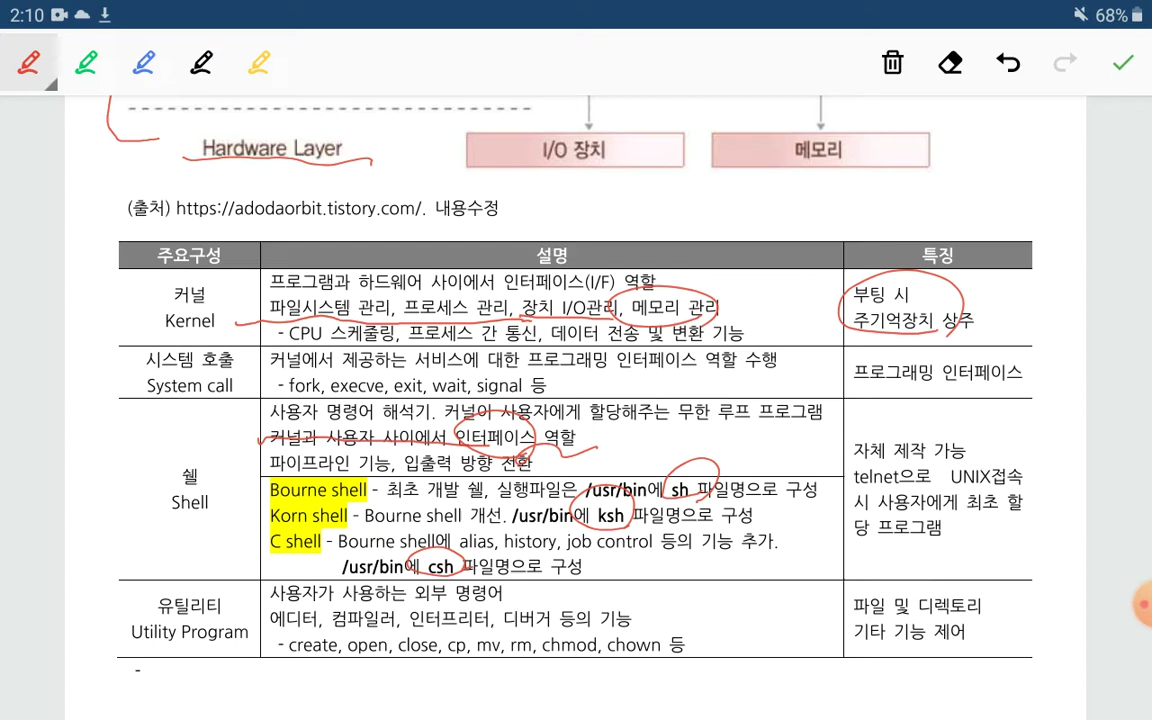 2:10
68%
Hardware Layer
I/O 장치
메모리
(출처) https://adodaorbit.tistory.com/. 내용수정
주요구성
설명
특징
커널
Kernel
프로그램과 하드웨어 사이에서 인터페이스(I/F) 역할
파일시스템 관리, 프로세스 관리, 장치 I/O관리, 메모리 관리
- CPU 스케줄링, 프로세스 간 통신, 데이터 전송 및 변환 기능
부팅 시
주기억장치 상주
시스템 호출
System call
커널에서 제공하는 서비스에 대한 프로그래밍 인터페이스 역할 수행
- fork, execve, exit, wait, signal 등
프로그래밍 인터페이스
쉘
Shell
사용자 명령어 해석기. 커널이 사용자에게 할당해주는 무한 루프 프로그램
커널과 사용자 사이에서 인터페이스 역할
파이프라인 기능, 입출력 방향 전환
Bourne shell - 최초 개발 쉘, 실행파일은 /usr/bin에 sh 파일명으로 구성
Korn shell - Bourne shell 개선. /usr/bin에 ksh 파일명으로 구성
C shell - Bourne shell에 alias, history, job control 등의 기능 추가.
/usr/bin에 csh 파일명으로 구성
자체 제작 가능
telnet으로 UNIX접속
시 사용자에게 최초 할
당 프로그램
유틸리티
Utility Program
사용자가 사용하는 외부 명령어
에디터, 컴파일러, 인터프리터, 디버거 등의 기능
- create, open, close, cp, mv, rm, chmod, chown 등
파일 및 디렉토리
기타 기능 제어
-